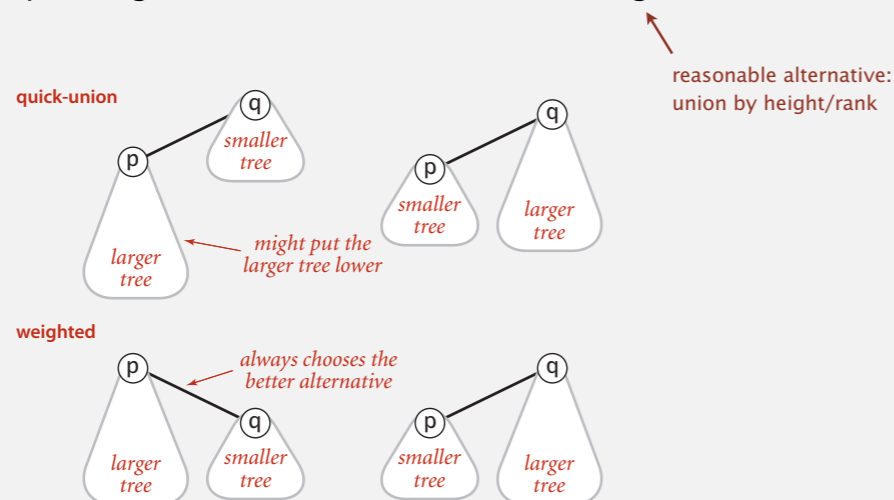 reasonable alternative:
union by height/rank
quick-union
q
smaller
tree
p
larger
tree
might put the
larger tree lower
q
p
smaller
tree
larger
tree
weighted
p
always chooses the
better alternative
q
larger
tree
smaller
tree
q
p
smaller
tree
larger
tree